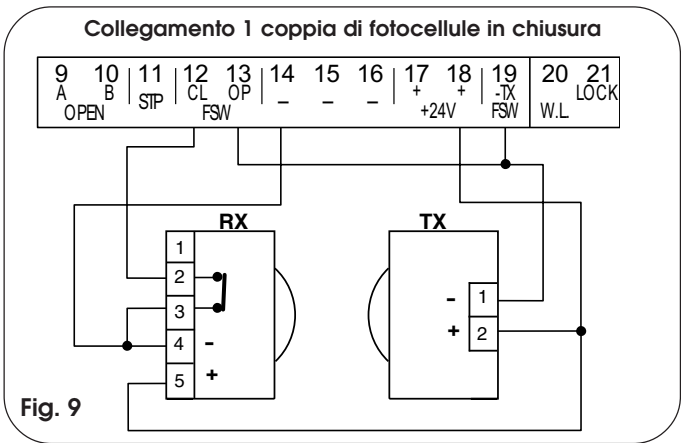 Collegamento 1 coppia di fotocellule in chiusura
9 10 11 12 13 14 15 16 17 18 19 20 21
A B STP CL OP - - - + + -TX LOCK
OPEN FSW +24V FSW W.L.
RX TX
1
2
3
4 -
5 +
- 1
+ 2
Fig. 9